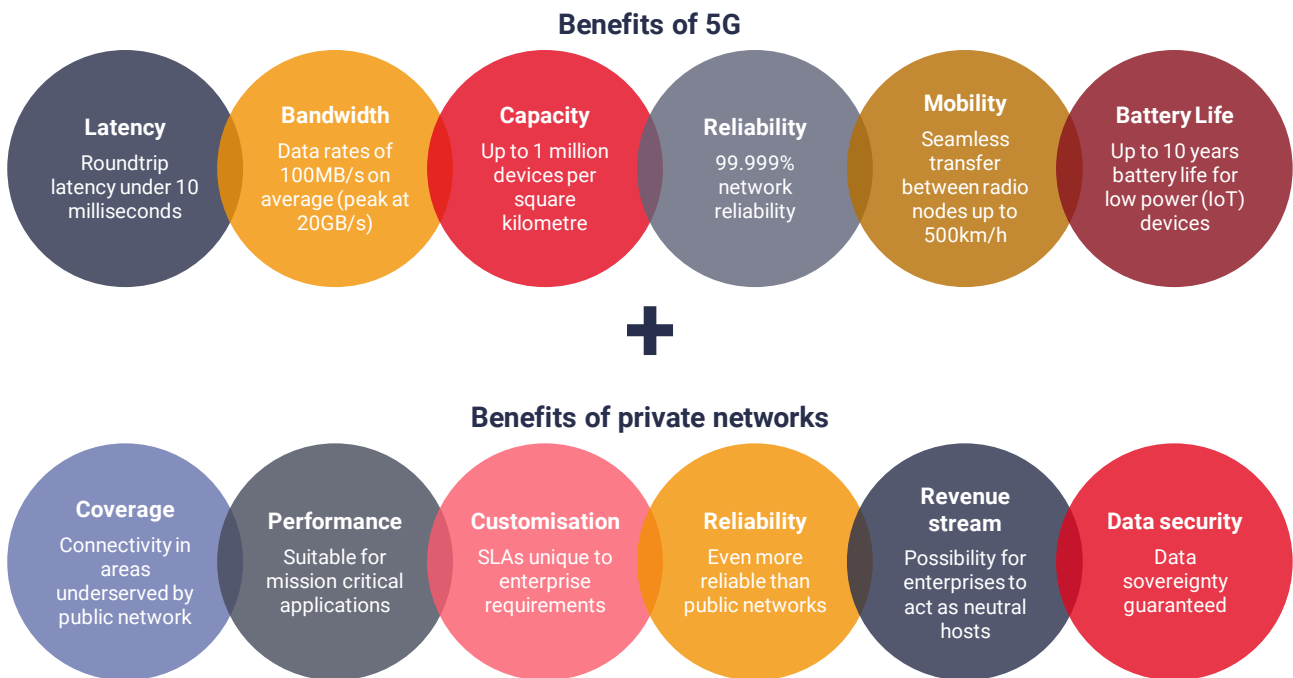 Benefits of 5G
Latency
Roundtrip
latency under 10
milliseconds
Bandwidth
Data rates of
100MB/s on
average (peak at
20GB/s)
Capacity
Up to 1 million
devices per
square
kilometre
Reliability
99.999%
network
reliability
Mobility
Seamless
transfer
between radio
nodes up to
500km/h
Battery Life
Up to 10 years
battery life for
low power (IoT)
devices
+
Benefits of private networks
Coverage
Connectivity in
areas
underserved by
public network
Performance
Suitable for
mission critical
applications
Customisation
SLAs unique to
enterprise
requirements
Reliability
Even more
reliable than
public networks
Revenue
stream
Possibility for
enterprises to
act as neutral
hosts
Data security
Data
sovereignty
guaranteed